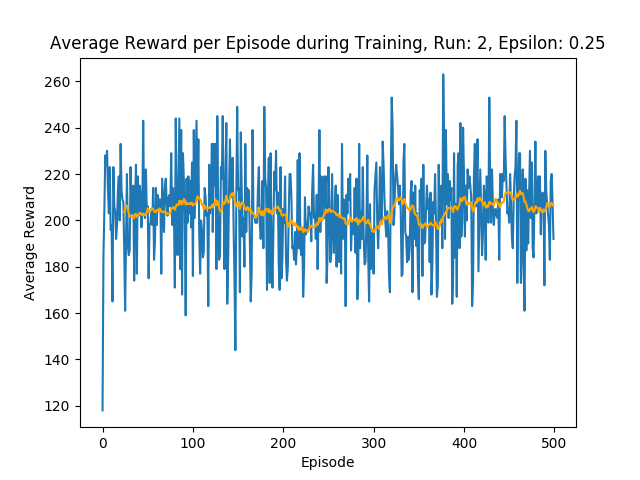 Average Reward per Episode during Training, Run: 2, Epsilon: 0.25
260
240
220
200
180
160
140
120
Average Reward
0 100 200 300 400 500
Episode